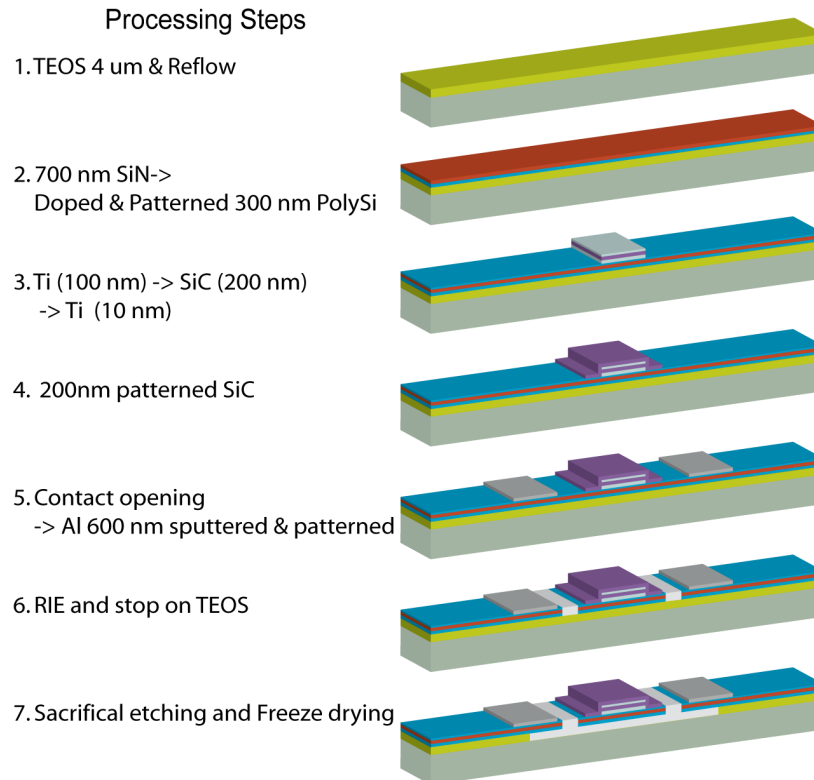 Processing Steps
1. TEOS 4 um & Reflow
2. 700 nm SiN->
Doped & Patterned 300 nm PolySi
3. Ti (100 nm) -> SiC (200 nm)
-> Ti (10 nm)
4. 200nm patterned SiC
5. Contact opening
-> Al 600 nm sputtered & patterned
6. RIE and stop on TEOS
7. Sacrifical etching and Freeze drying